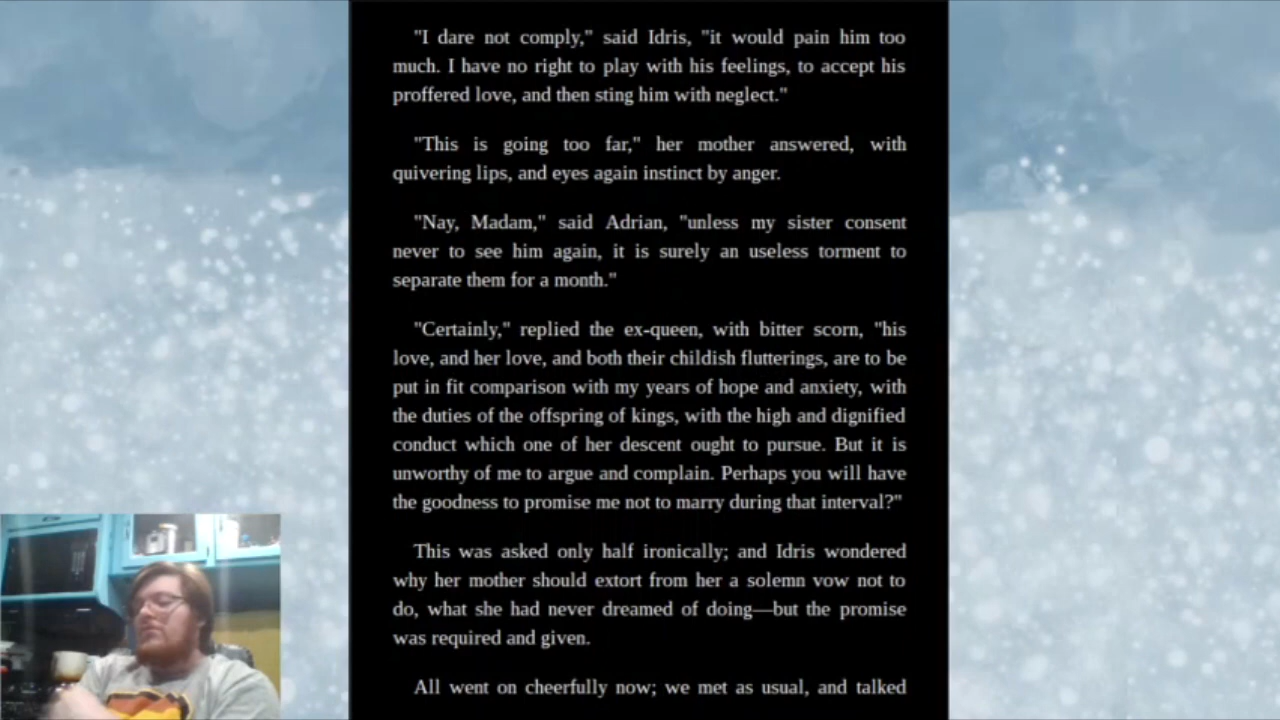 "I dare not comply," said Idris, "it would pain him too
much. I have no right to play with his feelings, to accept his
proffered love, and then sting him with neglect."
"This is going too far," her mother answered, with
quivering lips, and eyes again instinct by anger.
"Nay, Madam," said Adrian, "unless my sister consent
never to see him again, it is surely an useless torment to
separate them for a month."
"Certainly," replied the ex-queen, with bitter scorn, "his
love, and her love, and both their childish flutterings, are to be
put in fit comparison with my years of hope and anxiety, with
the duties of the offspring of kings, with the high and dignified
conduct which one of her descent ought to pursue. But it is
unworthy of me to argue and complain. Perhaps you will have
the goodness to promise me not to marry during that interval?"
This was asked only half ironically; and Idris wondered
why her mother should extort from her a solemn vow not to
do, what she had never dreamed of doing—but the promise
was required and given.
All went on cheerfully now; we met as usual, and talked